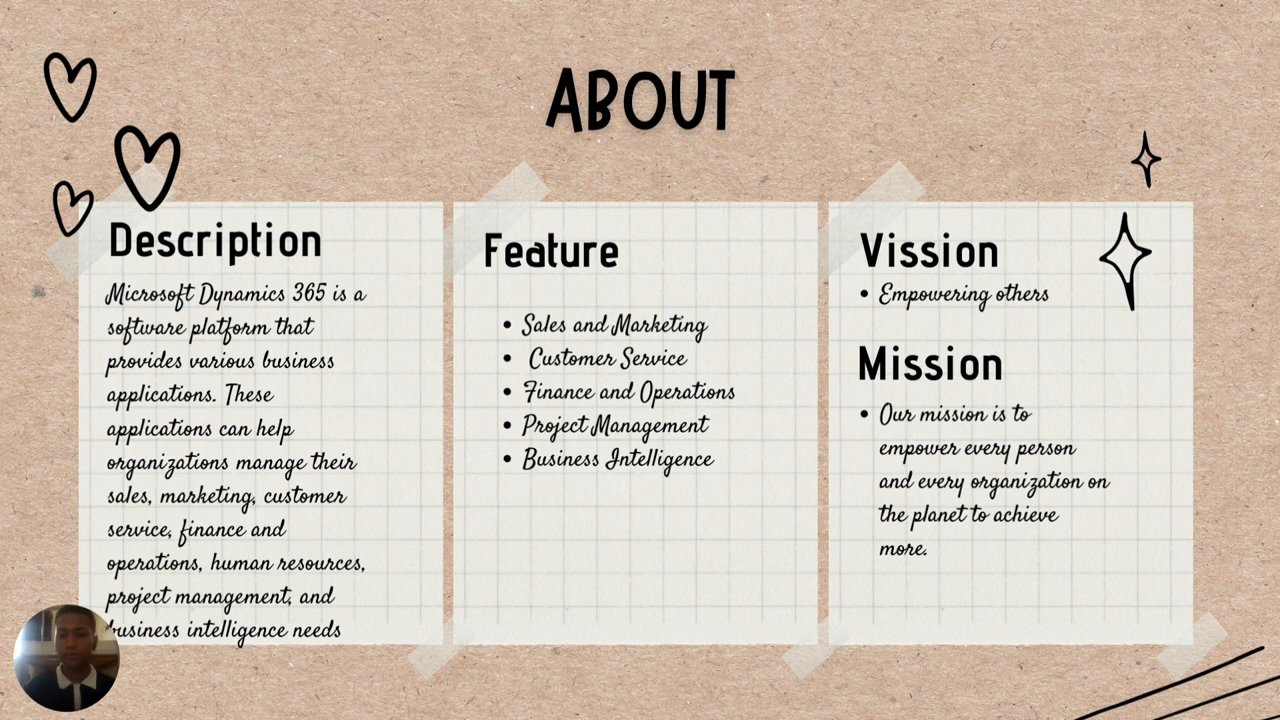 ABOUT
Description
Microsoft Dynamics 365 is a
software platform that
provides various business
applications. These
applications can help
organizations manage their
sales, marketing, customer
service, finance and
operations, human resources,
project management, and
business intelligence needs
Feature
• Sales and Marketing
• Customer Service
• Finance and Operations
• Project Management
• Business Intelligence
Vission
• Empowering others
Mission
• Our mission is to
empower every person
and every organization on
the planet to achieve
more.